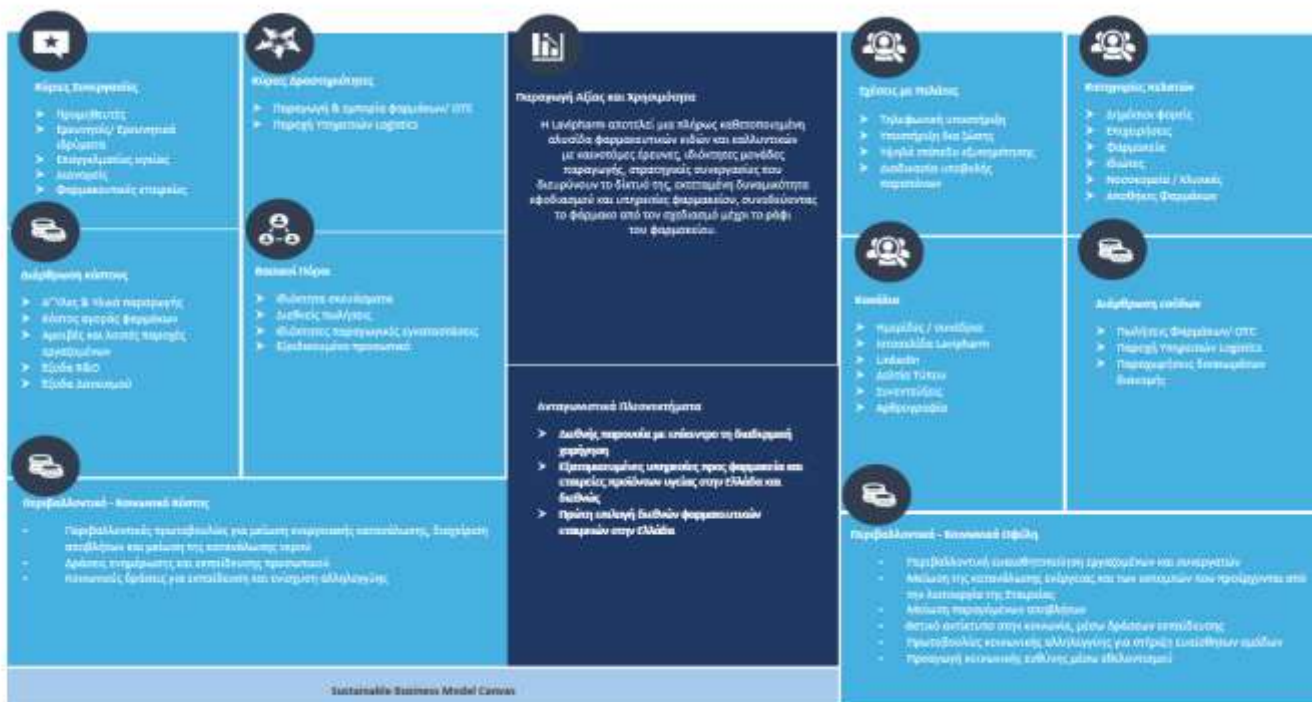 Κύριες Συνεργασίες
➤ Προμηθευτές
➤ Ερευνητές/ Ερευνητικά
ιδρύματα
➤ Επαγγελματίες υγείας
➤ Διανομείς
➤ Φαρμακευτικές εταιρείες
Κύριες Δραστηριότητες
➤ Παραγωγή & εμπορία φαρμάκων/ OTC
➤ Παροχή Υπηρεσιών Logistics
Παραγωγή Αξίας και Χρησιμότητα
Η Lavipharm αποτελεί μια πλήρως καθετοποιημένη
αλυσίδα φαρμακευτικών ειδών και καλλυντικών
με καινοτόμες έρευνες, ιδιόκτητες μονάδες
παραγωγής, στρατηγικές συνεργασίες που
διευρύνουν το δίκτυό της, εκτεταμένη δυναμικότητα
εφοδιασμού και υπηρεσίες φαρμακείου, συνοδεύοντας
το φάρμακο από τον σχεδιασμό μέχρι το ράφι
του φαρμακείου.
Σχέσεις με Πελάτες
➤ Τηλεφωνική υποστήριξη
➤ Υποστήριξη δια ζώσης
➤ Υψηλό επίπεδο εξυπηρέτησης
➤ Διαδικασία υποβολής
παραπόνων
Κατηγορίες πελατών
➤ Δημόσιοι φορείς
➤ Επιχειρήσεις
➤ Φαρμακεία
➤ Ιδιώτες
➤ Νοσοκομεία / Κλινικές
➤ Αποθήκες Φαρμάκων
Διάρθρωση κόστους
➤ Α'Ύλες & Υλικά παραγωγής
➤ Κόστος αγοράς φαρμάκων
➤ Αμοιβές και λοιπές παροχές
εργαζομένων
➤ Έξοδα R&D
➤ Έξοδα Δανεισμού
Βασικοί Πόροι
➤ Ιδιόκτητα σκευάσματα
➤ Διεθνείς πωλήσεις
➤ Ιδιόκτητες παραγωγικές εγκαταστάσεις
➤ Εξειδικευμένο προσωπικό
Ανταγωνιστικά Πλεονεκτήματα
➤ Διεθνής παρουσία με επίκεντρο τη διαδερμική
χορήγηση
➤ Εξατομικευμένες υπηρεσίες προς φαρμακεία και
εταιρείες προϊόντων υγείας στην Ελλάδα και
διεθνώς
➤ Πρώτη επιλογή διεθνών φαρμακευτικών
εταιρειών στην Ελλάδα
Κανάλια
➤ Ημερίδες / συνέδρια
➤ Ιστοσελίδα Lavipharm
➤ LinkedIn
➤ Δελτία Τύπου
➤ Συνεντεύξεις
➤ Αρθρογραφία
Διάρθρωση εσόδων
➤ Πωλήσεις Φαρμάκων/ OTC
➤ Παροχή Υπηρεσιών Logistics
➤ Παραχωρήσεις δικαιωμάτων
διανομής
Περιβαλλοντικό - Κοινωνικό Κόστος
- Περιβαλλοντικές πρωτοβουλίες για μείωση ενεργειακής κατανάλωσης, διαχείριση
αποβλήτων και μείωση της κατανάλωσης νερού
- Δράσεις ενημέρωσης και εκπαίδευσης προσωπικού
- Κοινωνικές δράσεις για εκπαίδευση και ενίσχυση αλληλεγγύης
Περιβαλλοντικά - Κοινωνικά Οφέλη
- Περιβαλλοντική ευαισθητοποίηση εργαζομένων και συνεργατών
- Μείωση της κατανάλωσης ενέργειας και των εκπομπών που προέρχονται από
την λειτουργία της Εταιρείας
- Μείωση παραγόμενων αποβλήτων
- Θετικό αντίκτυπο στην κοινωνία, μέσω δράσεων εκπαίδευσης
- Πρωτοβουλίες κοινωνικής αλληλεγγύης για στήριξη ευαίσθητων ομάδων
- Προαγωγή κοινωνικής ευθύνης μέσω εθελοντισμού
Sustainable Business Model Canvas